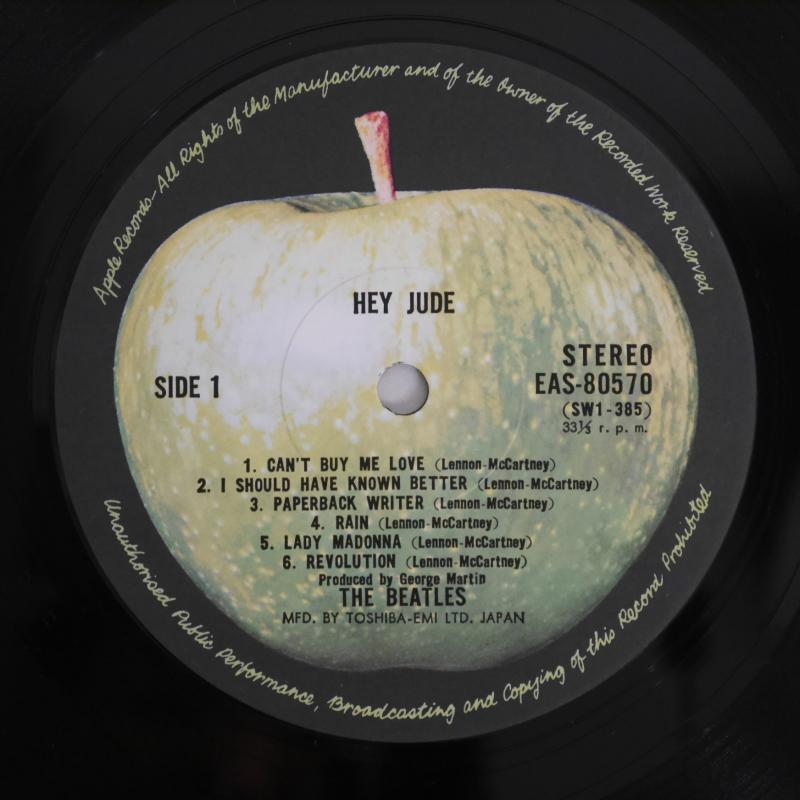 Apple Records-All Rights of the Manufacturer and of the Owner of the Recorded Work Reserved
HEY JUDE
SIDE 1
STEREO
EAS-80570
(SW1-385)
33⅓ r. p. m.
1. CAN'T BUY ME LOVE (Lennon-McCartney)
2. I SHOULD HAVE KNOWN BETTER (Lennon-McCartney)
3. PAPERBACK WRITER (Lennon-McCartney)
4. RAIN (Lennon-McCartney)
5. LADY MADONNA (Lennon-McCartney)
6. REVOLUTION (Lennon-McCartney)
Produced by George Martin
THE BEATLES
MFD. BY TOSHIBA-EMI LTD. JAPAN
Unauthorised Public Performance, Broadcasting and Copying of this Record Prohibited